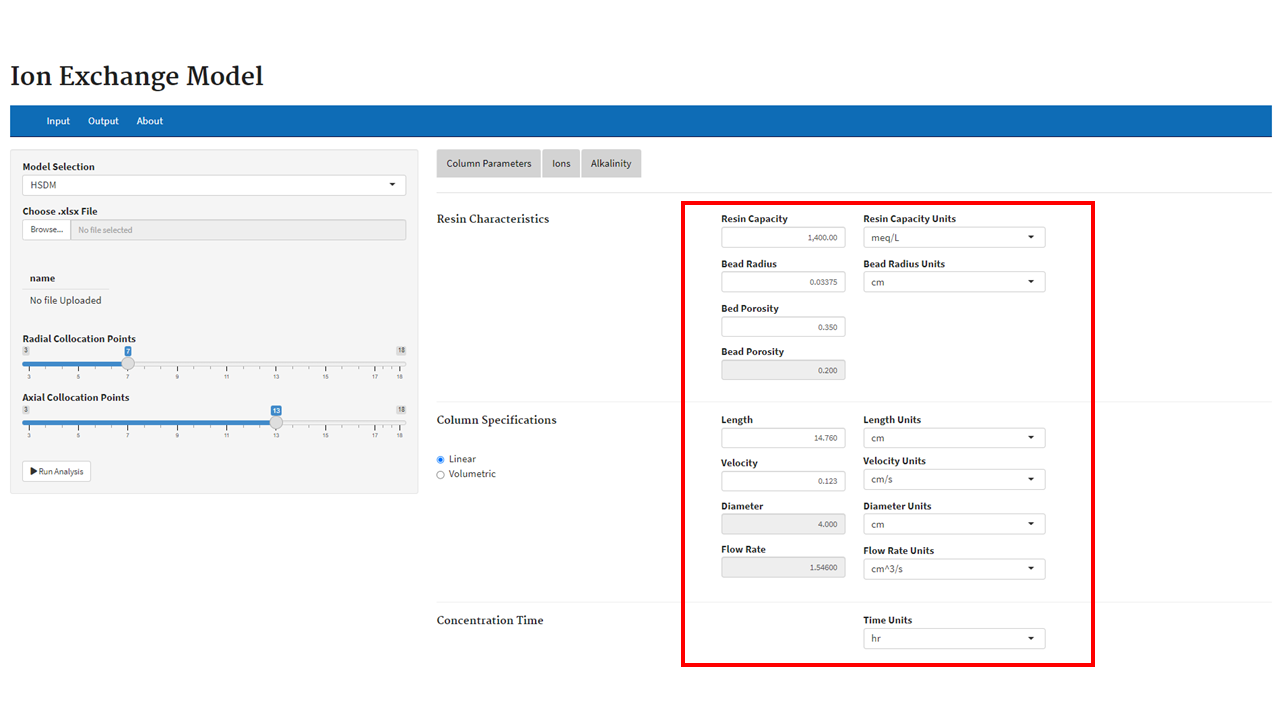 Ion Exchange Model
Input Output About
Model Selection
HSDM
Choose .xlsx File
Browse... No file selected
name
No file Uploaded
Radial Collocation Points
3 7 18
3 5 7 9 11 13 15 17 18
Axial Collocation Points
3 13 18
3 5 7 9 11 13 15 17 18
Run Analysis
Column Parameters Ions Alkalinity
Resin Characteristics
Resin Capacity Resin Capacity Units
1,400.00 meq/L
Bead Radius Bead Radius Units
0.03375 cm
Bed Porosity
0.350
Bead Porosity
0.200
Column Specifications
Linear
Volumetric
Length Length Units
14.760 cm
Velocity Velocity Units
0.123 cm/s
Diameter Diameter Units
4.000 cm
Flow Rate Flow Rate Units
1.54600 cm^3/s
Concentration Time
Time Units
hr